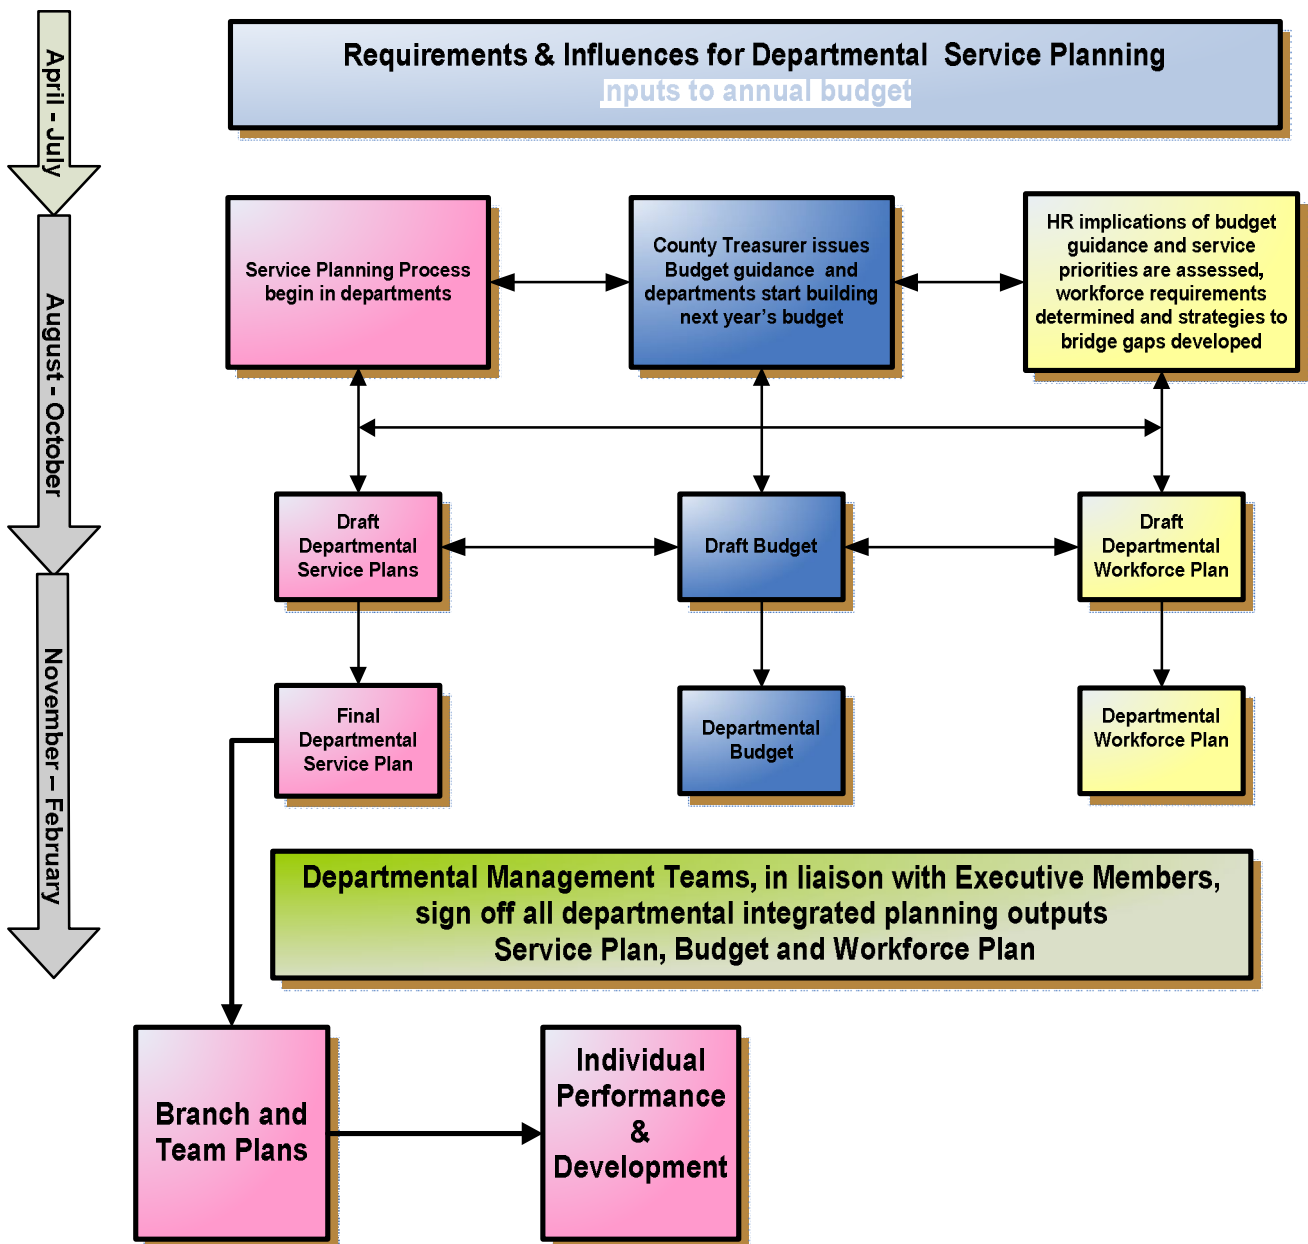 April - July
Requirements & Influences for Departmental Service Planning
Inputs to annual budget
August - October
Service Planning Process
begin in departments
County Treasurer issues
Budget guidance and
departments start building
next year's budget
HR implications of budget
guidance and service
priorities are assessed,
workforce requirements
determined and strategies to
bridge gaps developed
Draft
Departmental
Service Plans
Draft Budget
Draft
Departmental
Workforce Plan
November – February
Final
Departmental
Service Plan
Departmental
Budget
Departmental
Workforce Plan
Departmental Management Teams, in liaison with Executive Members,
sign off all departmental integrated planning outputs
Service Plan, Budget and Workforce Plan
Branch and
Team Plans
Individual
Performance
&
Development